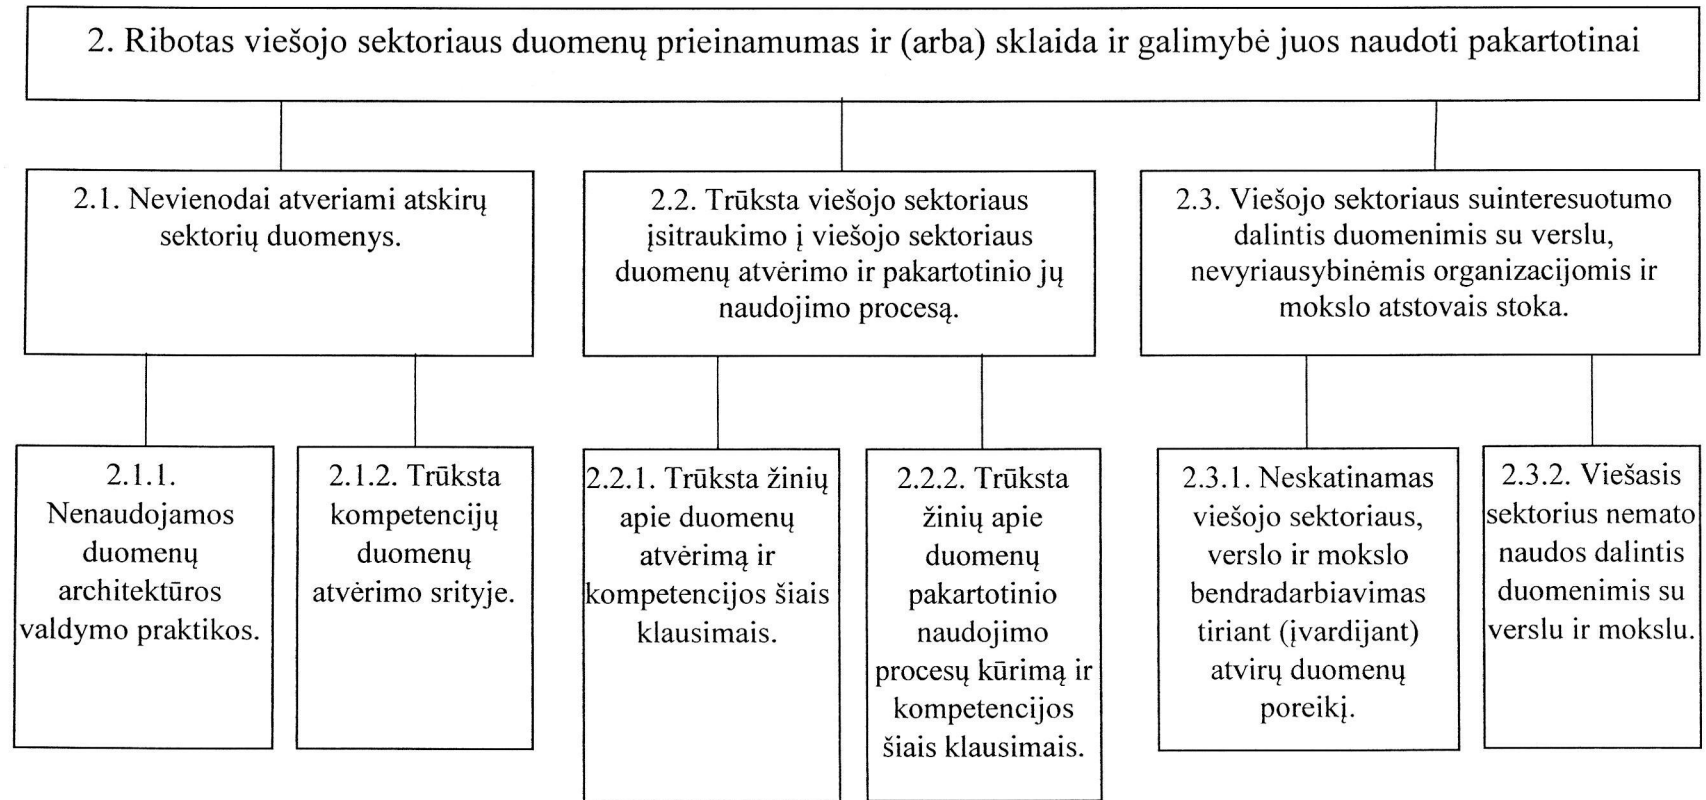 2. Ribotas viešojo sektoriaus duomenų prieinamumas ir (arba) sklaida ir galimybė juos naudoti pakartotinai
2.1. Nevienodai atveriami atskirų
sektorių duomenys.
2.2. Trūksta viešojo sektoriaus
įsitraukimo į viešojo sektoriaus
duomenų atvėrimo ir pakartotinio jų
naudojimo procesą.
2.3. Viešojo sektoriaus suinteresuotumo
dalintis duomenimis su verslu,
nevyriausybinėmis organizacijomis ir
mokslo atstovais stoka.
2.1.1.
Nenaudojamos
duomenų
architektūros
valdymo praktikos.
2.1.2. Trūksta
kompetencijų
duomenų
atvėrimo srityje.
2.2.1. Trūksta žinių
apie duomenų
atvėrimą ir
kompetencijos šiais
klausimais.
2.2.2. Trūksta
žinių apie
duomenų
pakartotinio
naudojimo
procesų kūrimą ir
kompetencijos
šiais klausimais.
2.3.1. Neskatinamas
viešojo sektoriaus,
verslo ir mokslo
bendradarbiavimas
tiriant (įvardijant)
atvirų duomenų
poreikį.
2.3.2. Viešasis
sektorius nemato
naudos dalintis
duomenimis su
verslu ir mokslu.